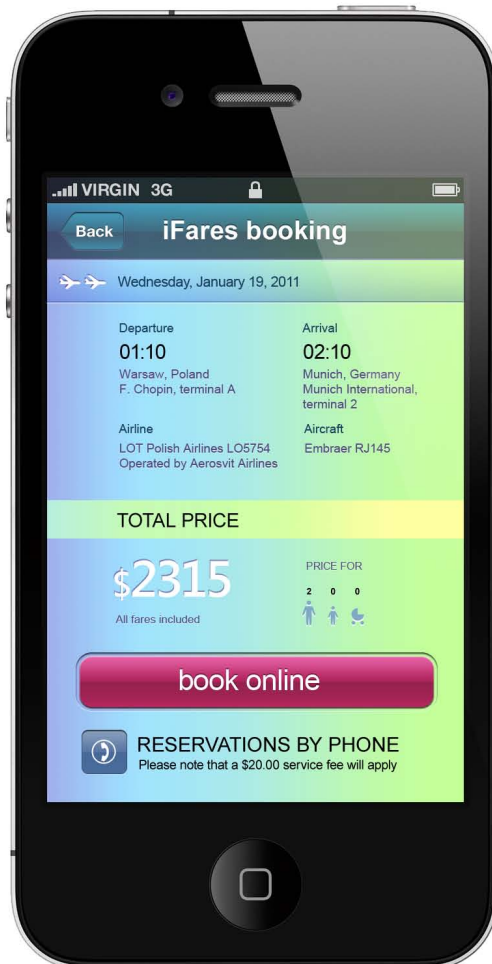 VIRGIN 3G
Back
iFares booking
Wednesday, January 19, 2011
Departure
01:10
Warsaw, Poland
F. Chopin, terminal A
Arrival
02:10
Munich, Germany
Munich International,
terminal 2
Airline
LOT Polish Airlines LO5754
Operated by Aerosvit Airlines
Aircraft
Embraer RJ145
TOTAL PRICE
$2315
All fares included
PRICE FOR
2 0 0
book online
RESERVATIONS BY PHONE
Please note that a $20.00 service fee will apply